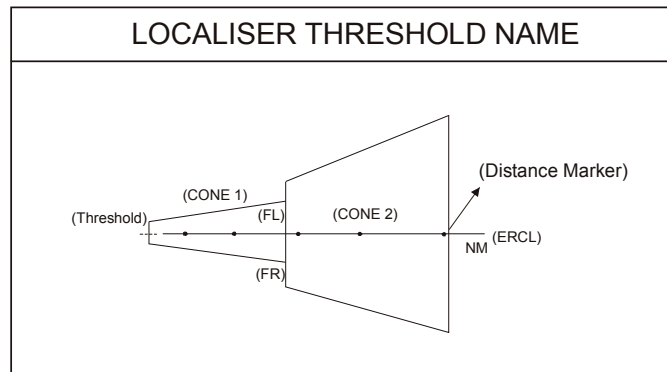 LOCALISER THRESHOLD NAME
(Distance Marker)
(CONE 1)
(Threshold)
(FL)
(CONE 2)
(ERCL)
NM
(FR)